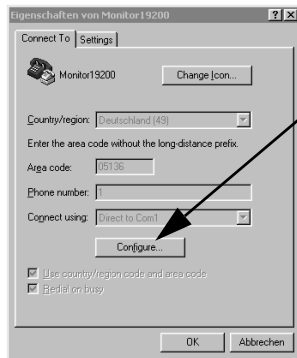 Eigenschaften von Monitor19200
Connect To Settings
Monitor19200
Change Icon...
Country/region: Deutschland (49)
Enter the area code without the long-distance prefix.
Area code: 05136
Phone number: 1
Connect using: Direct to Com1
Configure...
Use country/region code and area code
Redial on busy
OK Abbrechen